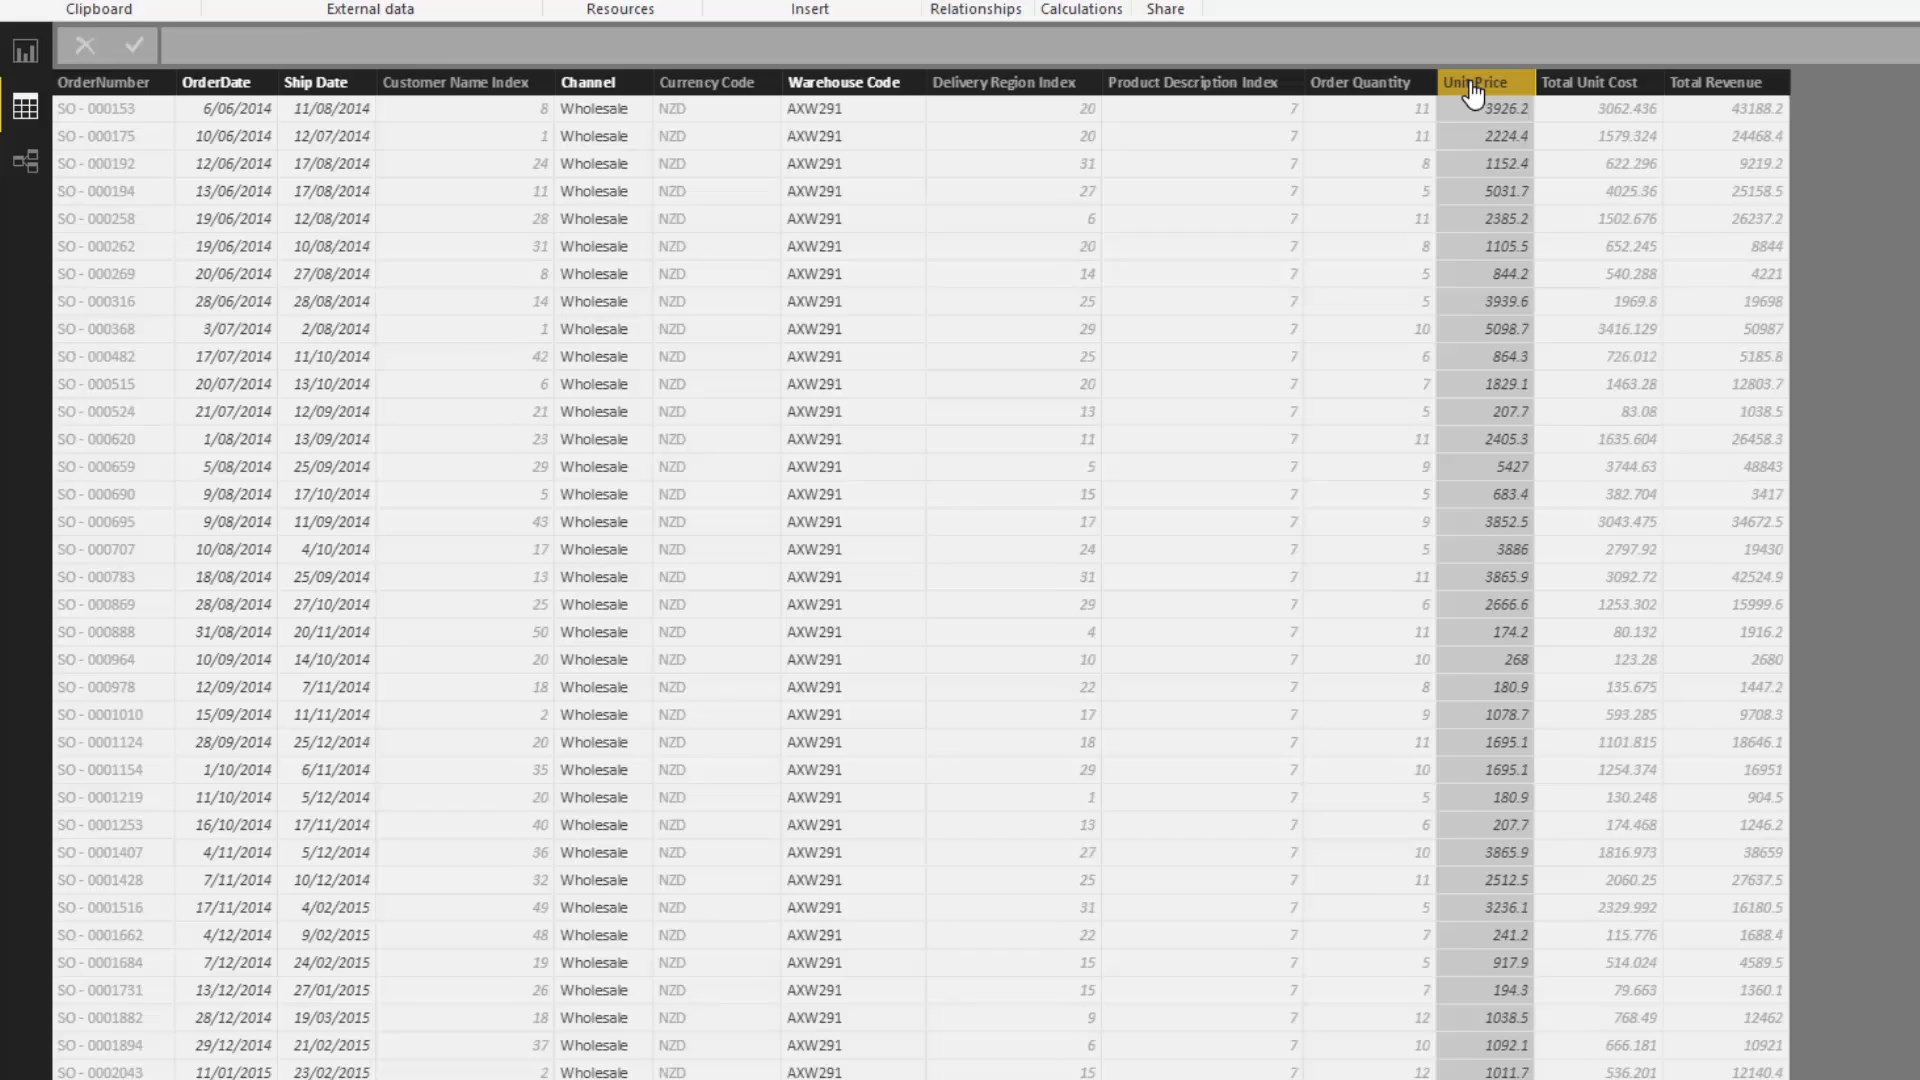 Clipboard External data Resources Insert Relationships Calculations Share
OrderNumber OrderDate Ship Date Customer Name Index Channel Currency Code Warehouse Code Delivery Region Index Product Description Index Order Quantity Unit Price Total Unit Cost Total Revenue
SO - 000153 6/06/2014 11/08/2014 8 Wholesale NZD AXW291 20 7 11 3926.2 3062.436 43188.2
SO - 000175 10/06/2014 12/07/2014 1 Wholesale NZD AXW291 20 7 11 2224.4 1579.324 24468.4
SO - 000192 12/06/2014 17/08/2014 24 Wholesale NZD AXW291 31 7 8 1152.4 622.296 9219.2
SO - 000194 13/06/2014 17/08/2014 11 Wholesale NZD AXW291 27 7 5 5031.7 4025.36 25158.5
SO - 000258 19/06/2014 12/08/2014 28 Wholesale NZD AXW291 6 7 11 2385.2 1502.676 26237.2
SO - 000262 19/06/2014 10/08/2014 31 Wholesale NZD AXW291 20 7 8 1105.5 652.245 8844
SO - 000269 20/06/2014 27/08/2014 8 Wholesale NZD AXW291 14 7 5 844.2 540.288 4221
SO - 000316 28/06/2014 28/08/2014 14 Wholesale NZD AXW291 25 7 5 3939.6 1969.8 19698
SO - 000368 3/07/2014 2/08/2014 1 Wholesale NZD AXW291 29 7 10 5098.7 3416.129 50987
SO - 000482 17/07/2014 11/10/2014 42 Wholesale NZD AXW291 25 7 6 864.3 726.012 5185.8
SO - 000515 20/07/2014 13/10/2014 6 Wholesale NZD AXW291 20 7 7 1829.1 1463.28 12803.7
SO - 000524 21/07/2014 12/09/2014 21 Wholesale NZD AXW291 13 7 5 207.7 83.08 1038.5
SO - 000620 1/08/2014 13/09/2014 23 Wholesale NZD AXW291 11 7 11 2405.3 1635.604 26458.3
SO - 000659 5/08/2014 25/09/2014 29 Wholesale NZD AXW291 5 7 9 5427 3744.63 48843
SO - 000690 9/08/2014 17/10/2014 5 Wholesale NZD AXW291 15 7 5 683.4 382.704 3417
SO - 000695 9/08/2014 11/09/2014 43 Wholesale NZD AXW291 17 7 9 3852.5 3043.475 34672.5
SO - 000707 10/08/2014 4/10/2014 17 Wholesale NZD AXW291 24 7 5 3886 2797.92 19430
SO - 000783 18/08/2014 25/09/2014 13 Wholesale NZD AXW291 31 7 11 3865.9 3092.72 42524.9
SO - 000869 28/08/2014 27/10/2014 25 Wholesale NZD AXW291 29 7 6 2666.6 1253.302 15999.6
SO - 000888 31/08/2014 20/11/2014 50 Wholesale NZD AXW291 4 7 11 174.2 80.132 1916.2
SO - 000964 10/09/2014 14/10/2014 20 Wholesale NZD AXW291 10 7 10 268 123.28 2680
SO - 000978 12/09/2014 7/11/2014 18 Wholesale NZD AXW291 22 7 8 180.9 135.675 1447.2
SO - 0001010 15/09/2014 11/11/2014 2 Wholesale NZD AXW291 17 7 9 1078.7 593.285 9708.3
SO - 0001124 28/09/2014 25/12/2014 20 Wholesale NZD AXW291 18 7 11 1695.1 1101.815 18646.1
SO - 0001154 1/10/2014 6/11/2014 35 Wholesale NZD AXW291 29 7 10 1695.1 1254.374 16951
SO - 0001219 11/10/2014 5/12/2014 20 Wholesale NZD AXW291 1 7 5 180.9 130.248 904.5
SO - 0001253 16/10/2014 17/11/2014 40 Wholesale NZD AXW291 13 7 6 207.7 174.468 1246.2
SO - 0001407 4/11/2014 5/12/2014 36 Wholesale NZD AXW291 27 7 10 3865.9 1816.973 38659
SO - 0001428 7/11/2014 10/12/2014 32 Wholesale NZD AXW291 25 7 11 2512.5 2060.25 27637.5
SO - 0001516 17/11/2014 4/02/2015 49 Wholesale NZD AXW291 31 7 5 3236.1 2329.992 16180.5
SO - 0001662 4/12/2014 9/02/2015 48 Wholesale NZD AXW291 22 7 7 241.2 115.776 1688.4
SO - 0001684 7/12/2014 24/02/2015 19 Wholesale NZD AXW291 15 7 5 917.9 514.024 4589.5
SO - 0001731 13/12/2014 27/01/2015 26 Wholesale NZD AXW291 15 7 7 194.3 79.663 1360.1
SO - 0001882 28/12/2014 19/03/2015 18 Wholesale NZD AXW291 9 7 12 1038.5 768.49 12462
SO - 0001894 29/12/2014 21/02/2015 37 Wholesale NZD AXW291 6 7 10 1092.1 666.181 10921
SO - 0002043 11/01/2015 23/02/2015 2 Wholesale NZD AXW291 15 7 12 1011.7 536.201 12140.4